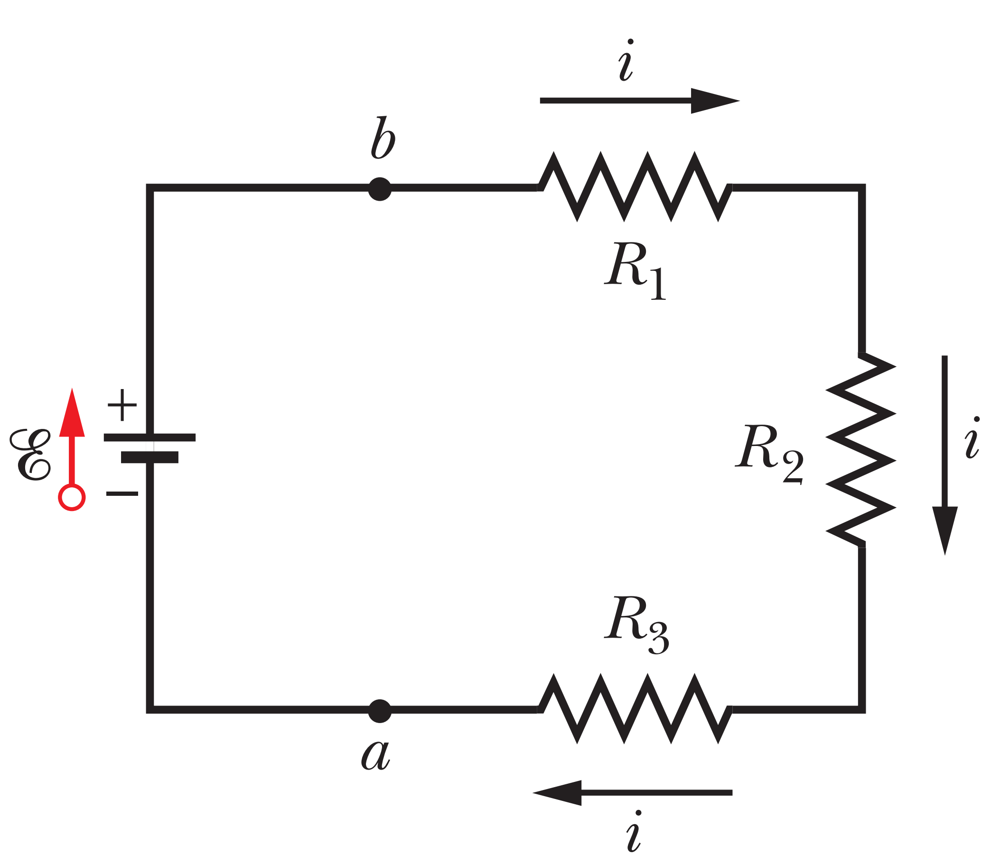 i
b
R₁
+
ℰ
−
R₂
i
R₃
a
i